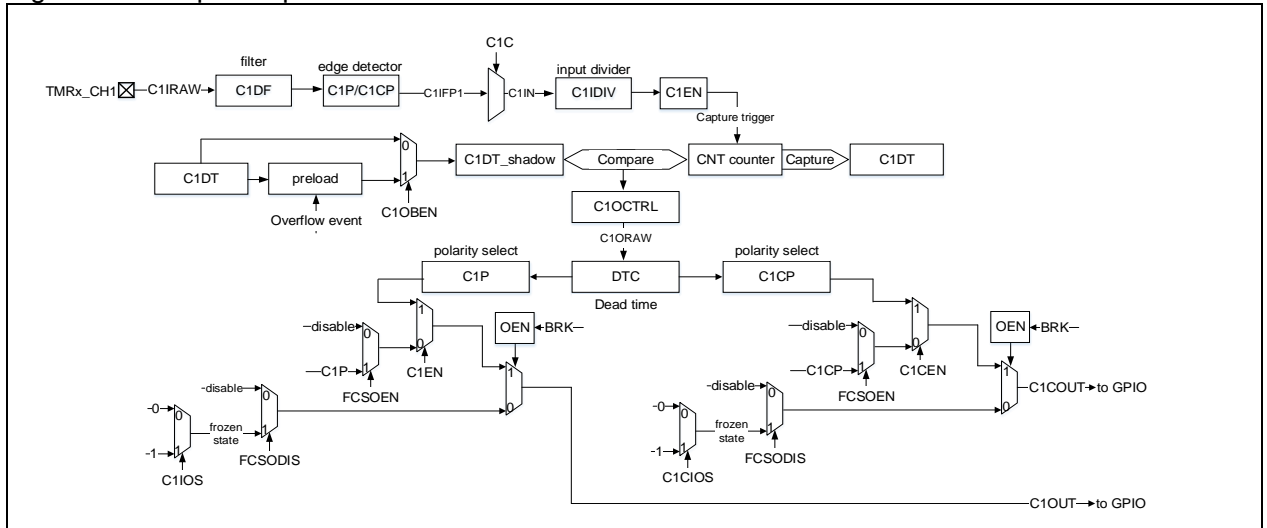 C1C
filter
edge detector
input divider
TMRx_CH1
C1IRAW
C1DF
C1P/C1CP
C1IFP1
C1IN
C1IDIV
C1EN
Capture trigger
0
C1DT
preload
1
C1DT_shadow
Compare
CNT counter
Capture
C1DT
Overflow event
C1OBEN
C1OCTRL
C1ORAW
polarity select
polarity select
C1P
DTC
C1CP
Dead time
1
1
disable
0
OEN
BRK
disable
0
OEN
BRK
0
0
C1P
1
C1EN
1
C1CP
1
C1CEN
1
FCSOEN
FCSOEN
disable
0
disable
0
C1COUT
to GPIO
0
0
0
0
0
0
frozen
state
1
frozen
state
1
1
1
FCSODIS
1
1
FCSODIS
C1IOS
C1CIOS
C1OUT
to GPIO